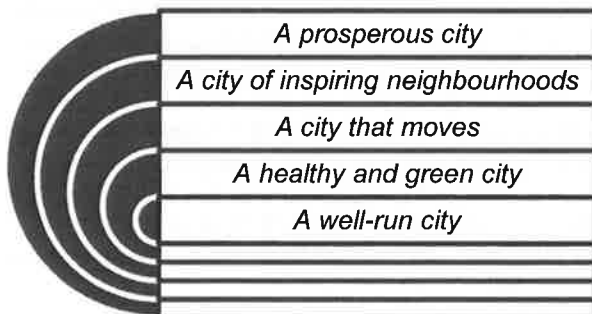 A prosperous city
A city of inspiring neighbourhoods
A city that moves
A healthy and green city
A well-run city